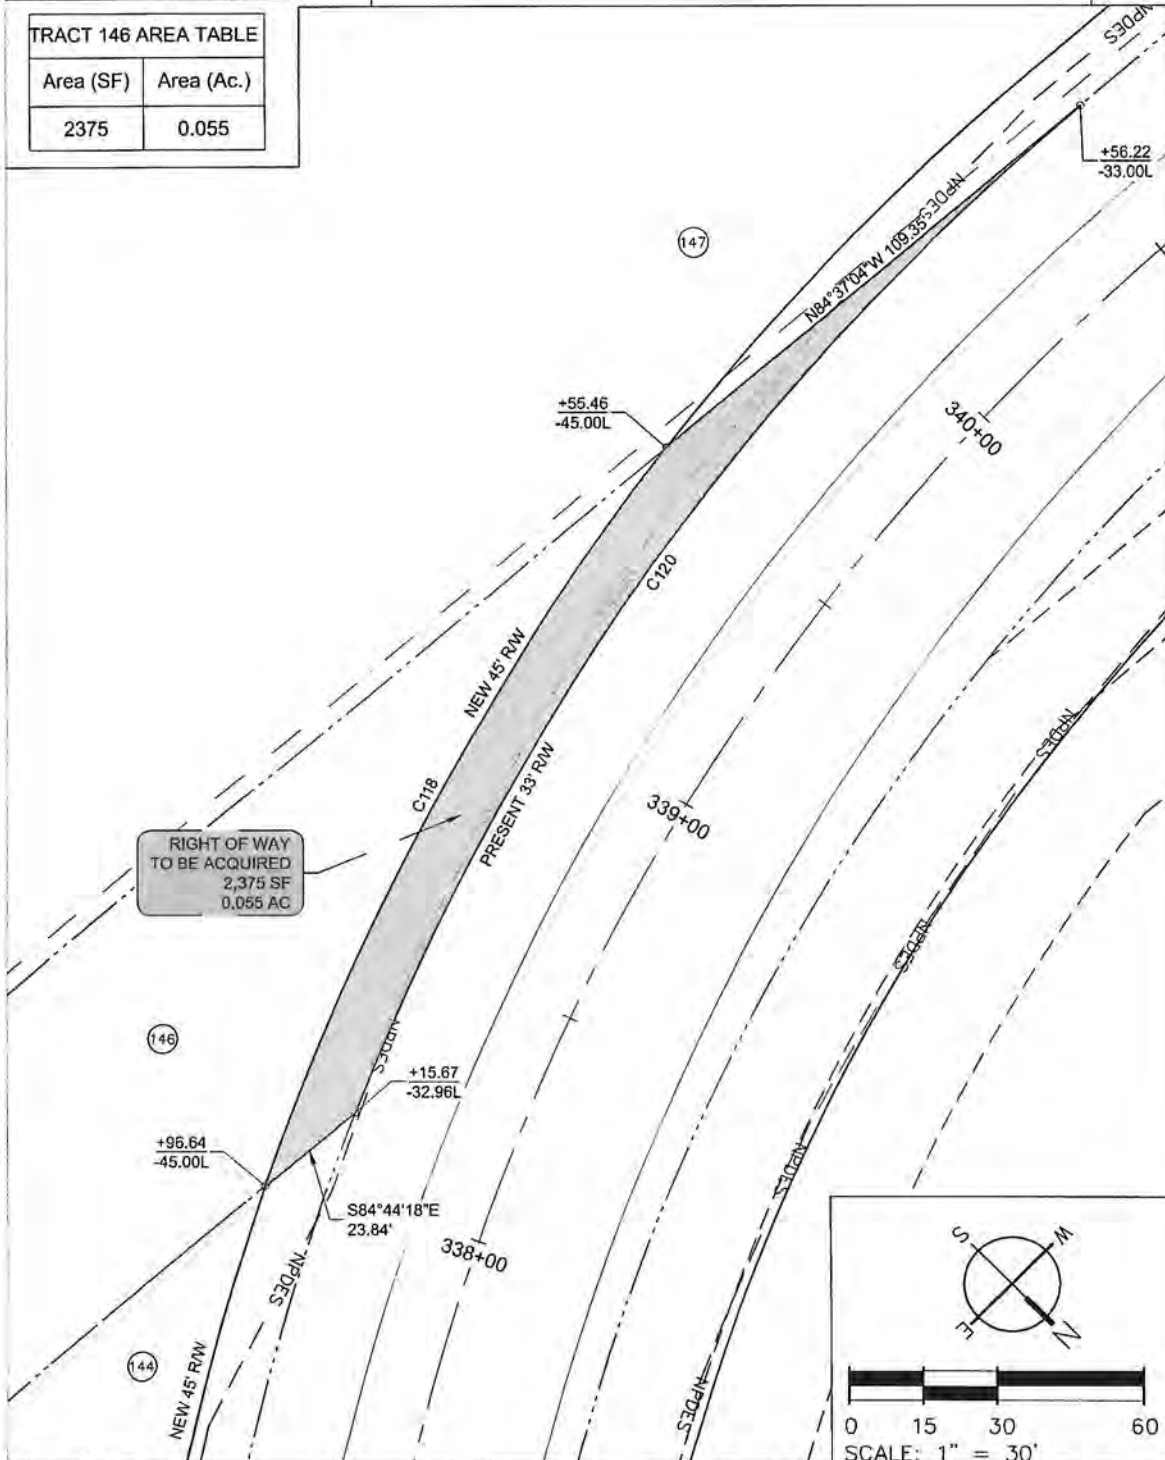 TRACT 146 AREA TABLE
Area (SF) Area (Ac.)
2375 0.055
NPDES
+56.22
-33.00L
147
NPDES
N84°37'04"W 109.35'
+55.46
-45.00L
340+00
C120
NEW 45' R/W
C118
PRESENT 33' R/W
339+00
NPDES
RIGHT OF WAY
TO BE ACQUIRED
2,375 SF
0.055 AC
NPDES
146
NPDES
+15.67
-32.96L
+96.64
-45.00L
NPDES
S84°44'18"E
23.84'
338+00
NPDES
144
NEW 45' R/W
NPDES
S W
E N
0 15 30 60
SCALE: 1" = 30'